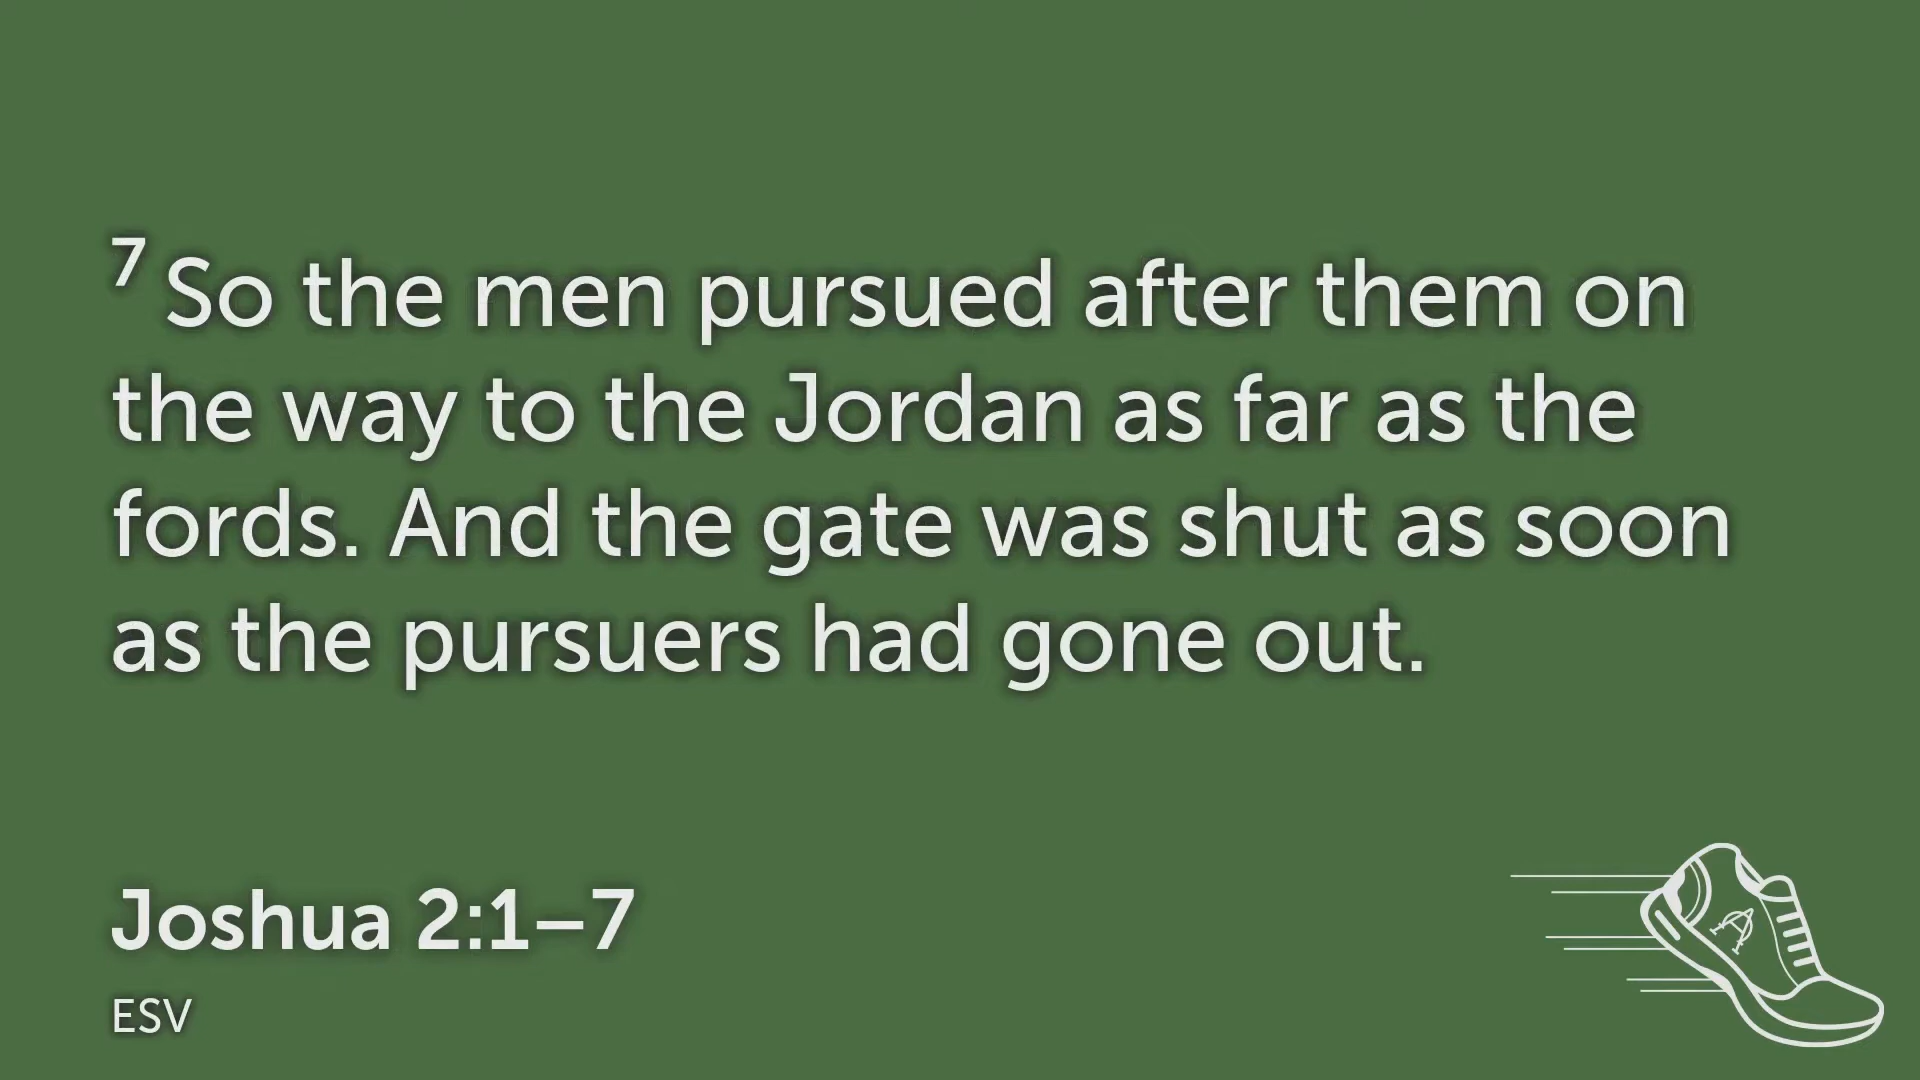 7 So the men pursued after them on
the way to the Jordan as far as the
fords. And the gate was shut as soon
as the pursuers had gone out.
Joshua 2:1–7
ESV